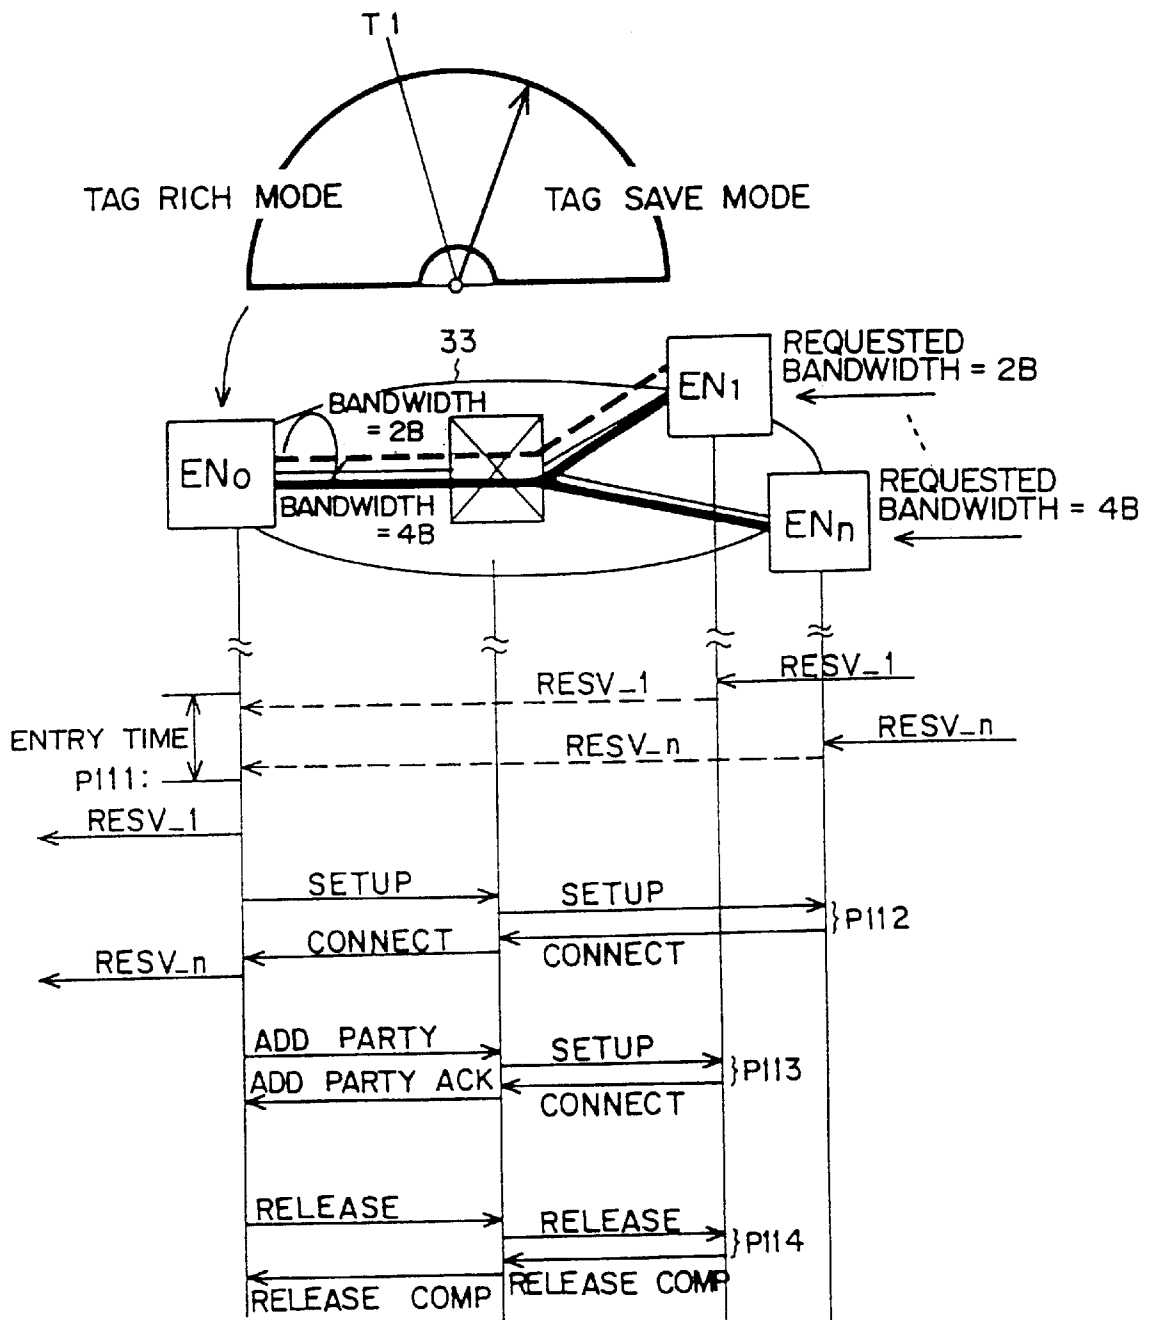 T1
TAG RICH MODE
TAG SAVE MODE
33
REQUESTED
BANDWIDTH = 2B
EN1
BANDWIDTH
= 2B
EN0
REQUESTED
BANDWIDTH = 4B
BANDWIDTH
= 4B
ENn
RESV_1
RESV_1
RESV_n
ENTRY TIME
RESV_n
P111:
RESV_1
SETUP
SETUP
P112
CONNECT
CONNECT
RESV_n
ADD PARTY
SETUP
P113
ADD PARTY ACK
CONNECT
RELEASE
RELEASE
P114
RELEASE COMP
RELEASE COMP